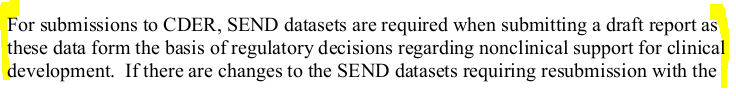 For submissions to CDER, SEND datasets are required when submitting a draft report as
these data form the basis of regulatory decisions regarding nonclinical support for clinical
development.  If there are changes to the SEND datasets requiring resubmission with the